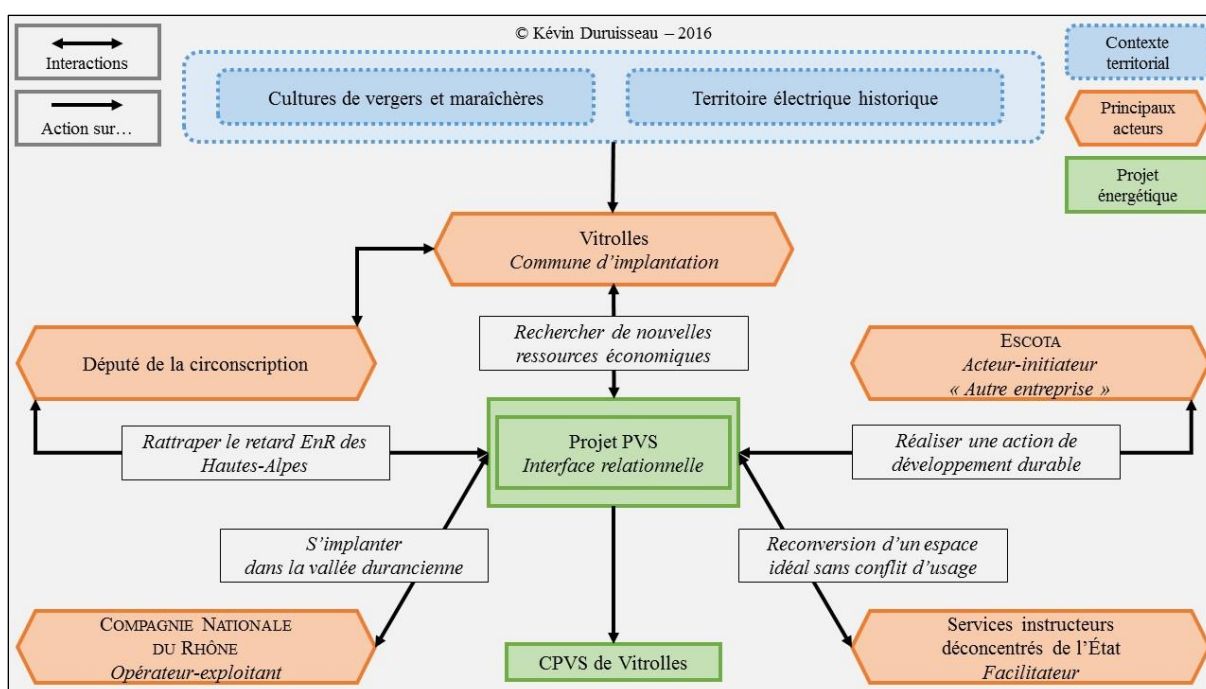 © Kévin Duruisseau – 2016
Interactions
Action sur…
Cultures de vergers et maraîchères
Territoire électrique historique
Contexte
territorial
Principaux
acteurs
Projet
énergétique
Vitrolles
Commune d’implantation
Rechercher de nouvelles
ressources économiques
Député de la circonscription
ESCOTA
Acteur-initiateur
« Autre entreprise »
Rattraper le retard EnR des
Hautes-Alpes
Projet PVS
Interface relationnelle
Réaliser une action de
développement durable
S’implanter
dans la vallée durancienne
Reconversion d’un espace
idéal sans conflit d’usage
COMPAGNIE NATIONALE
DU RHÔNE
Opérateur-exploitant
CPVS de Vitrolles
Services instructeurs
déconcentrés de l’État
Facilitateur